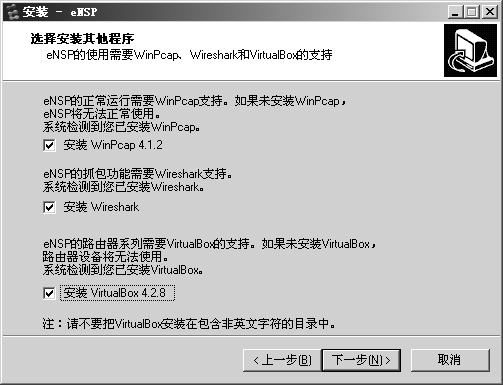 安装 - eNSP
选择安装其他程序
eNSP的使用需要WinPcap、Wireshark和VirtualBox的支持
eNSP的正常运行需要WinPcap支持。如果未安装WinPcap，
eNSP将无法正常使用。
系统检测到您已安装WinPcap。
安装 WinPcap 4.1.2
eNSP的抓包功能需要Wireshark支持。
系统检测到您已安装Wireshark。
安装 Wireshark
eNSP的路由器系列需要VirtualBox的支持。如果未安装VirtualBox，
路由器设备将无法使用。
系统检测到您已安装VirtualBox。
安装 VirtualBox 4.2.8
注：请不要把VirtualBox安装在包含非英文字符的目录中。
<上一步(B) 下一步(N)> 取消